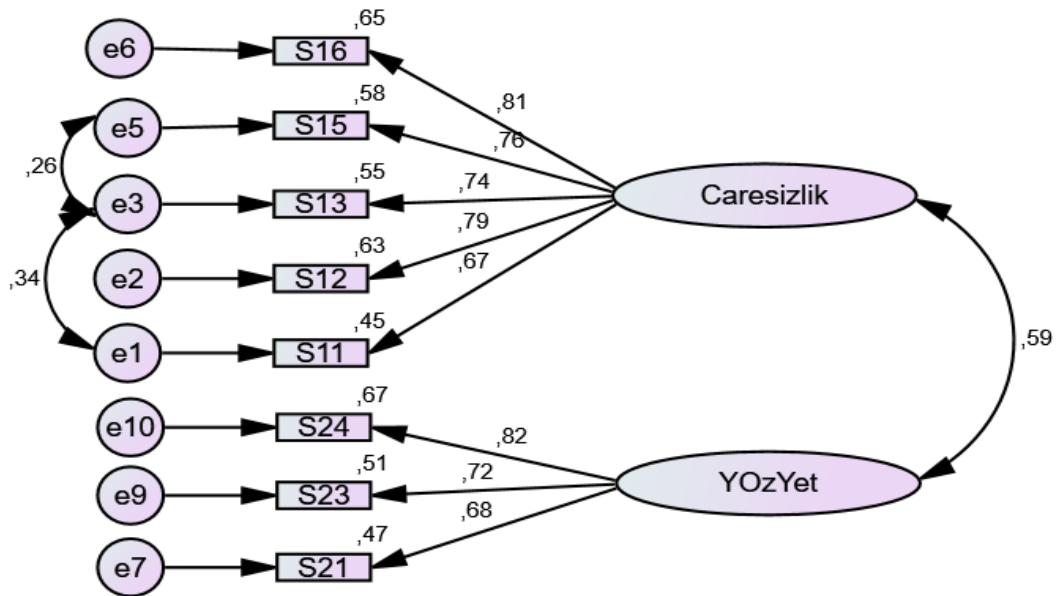 ,65
e6
S16
,81
,58
e5
S15
,76
,26
,55
e3
S13
,74
Caresizlik
,79
,63
e2
S12
,67
,34
,45
e1
S11
,59
,67
e10
S24
,82
,51
e9
S23
,72
YOzYet
,68
,47
e7
S21